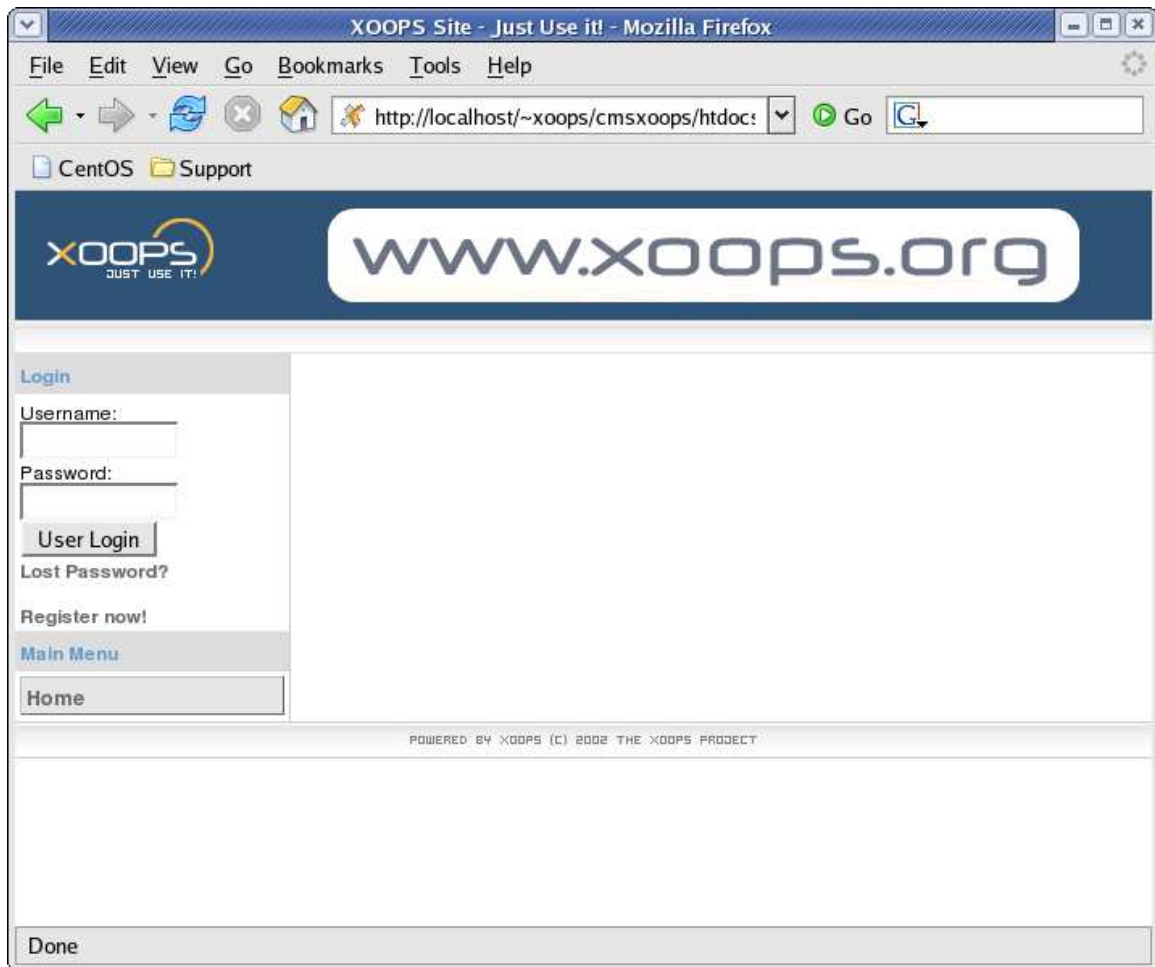 XOOPS Site - Just Use it! - Mozilla Firefox
File Edit View Go Bookmarks Tools Help
http://localhost/~xoops/cmsxoops/htdocs Go G
CentOS Support
XOOPS
JUST USE IT!
www.xoops.org
Login
Username:
Password:
User Login
Lost Password?
Register now!
Main Menu
Home
POWERED BY XOOPS (C) 2002 THE XOOPS PROJECT
Done